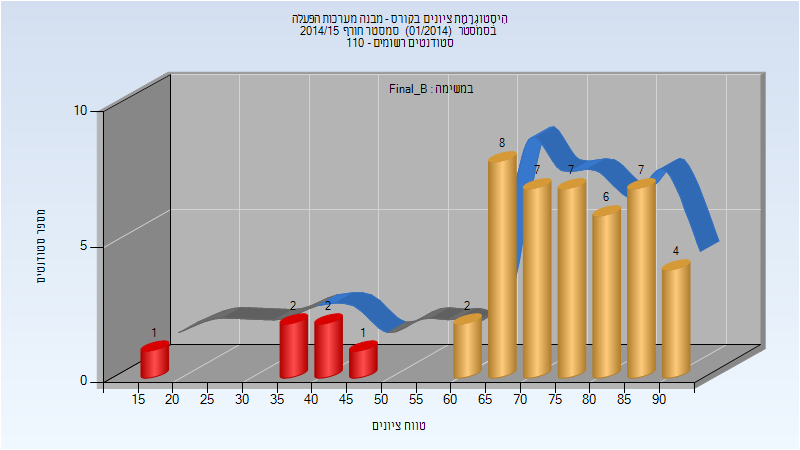 היסטוגרמת ציונים בקורס - מבנה מערכות הפעלה
בסמסטר (01/2014) סמסטר חורף 2014/15
סטודנטים רשומים - 110
במשימה : Final_B
מספר סטודנטים
10
5
0
1
2
2
1
2
8
7
7
6
7
4
15 20 25 30 35 40 45 50 55 60 65 70 75 80 85 90
טווח ציונים